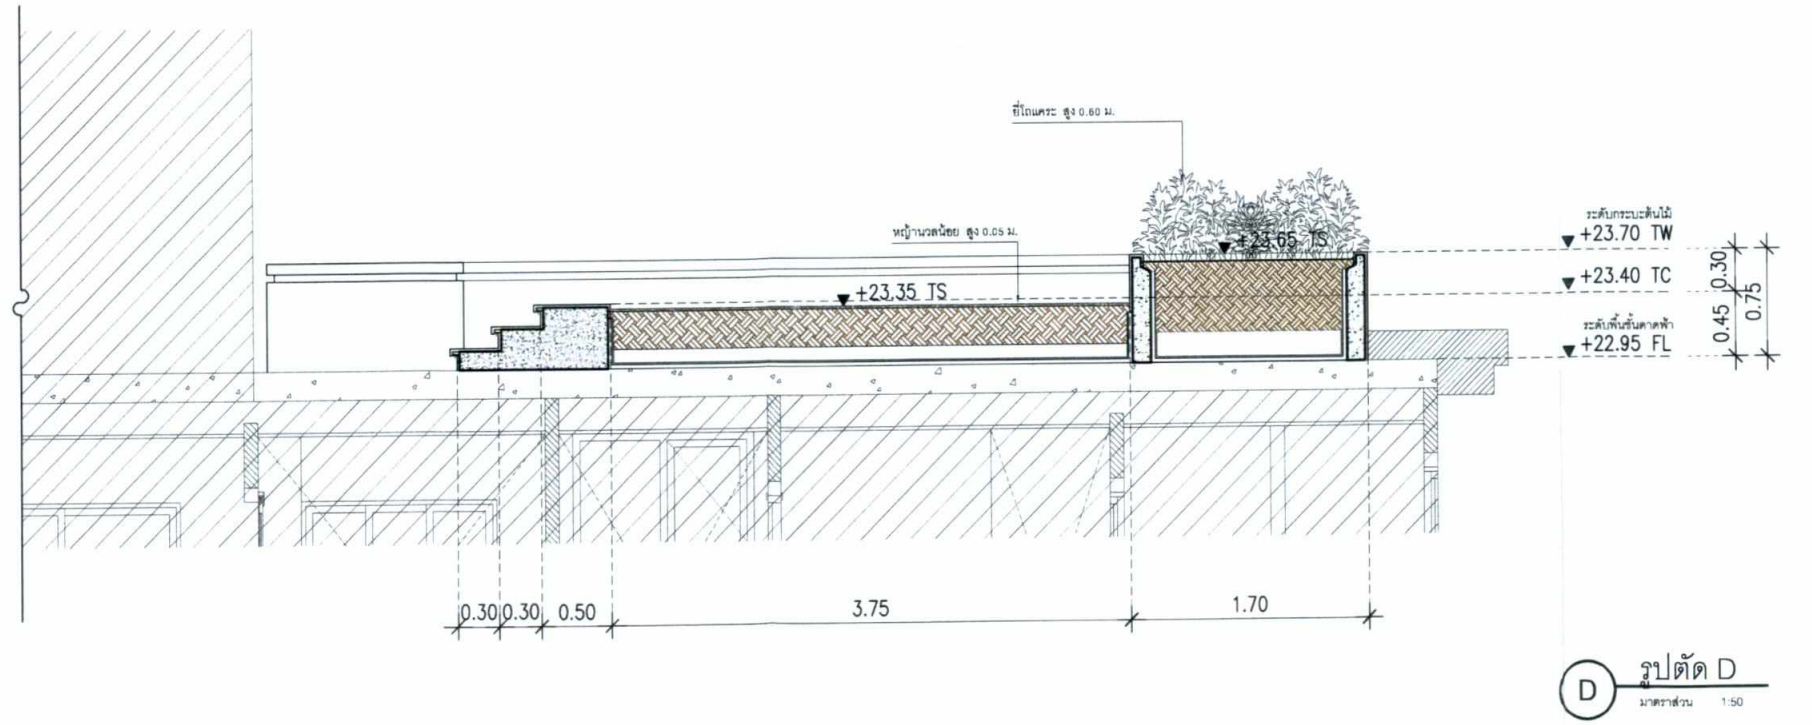 ยี่โถแคระ สูง 0.60 ม.
หญ้านวลน้อย สูง 0.05 ม.
+23.65 TS
+23.35 TS
ระดับกระบะต้นไม้
+23.70 TW
+23.40 TC
ระดับพื้นชั้นดาดฟ้า
+22.95 FL
0.30
0.45
0.75
0.30 0.30 0.50 3.75 1.70
D
รูปตัด D
มาตราส่วน 1:50